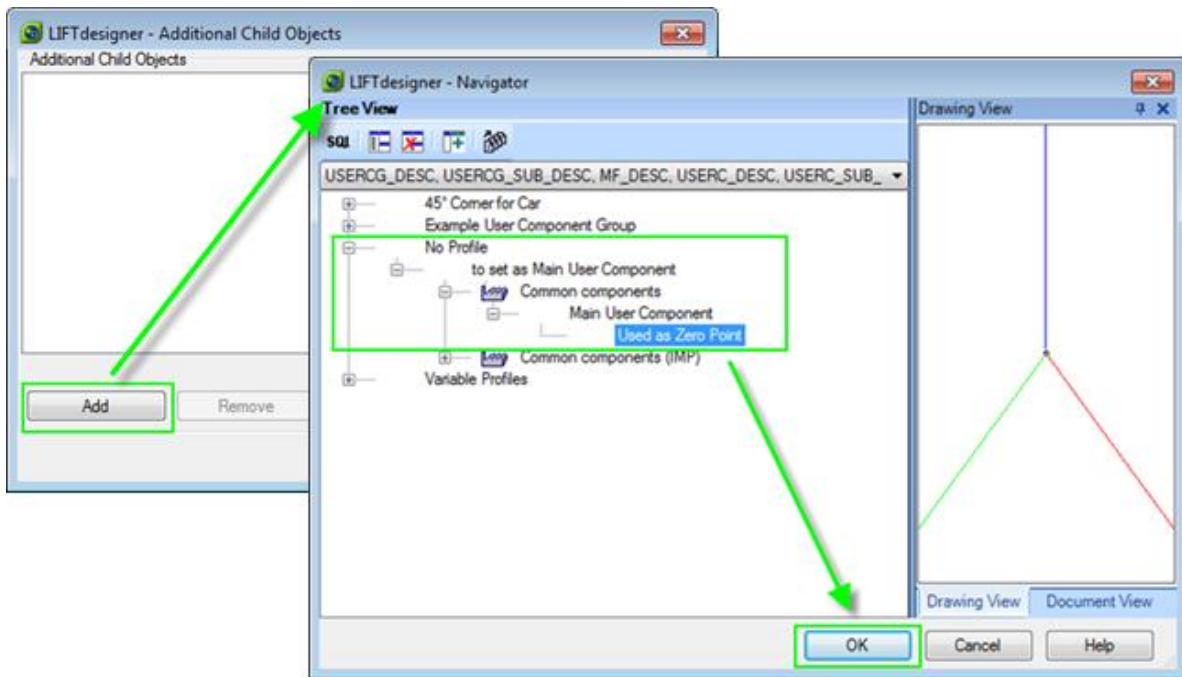 LIFTdesigner - Additional Child Objects
Additional Child Objects
Add
Remove
LIFTdesigner - Navigator
Tree View
SQL
USERCG_DESC, USERCG_SUB_DESC, MF_DESC, USERC_DESC, USERC_SUB_
45° Corner for Car
Example User Component Group
No Profile
to set as Main User Component
Common components
Main User Component
Used as Zero Point
Common components (IMP)
Variable Profiles
Drawing View
Drawing View
Document View
OK
Cancel
Help